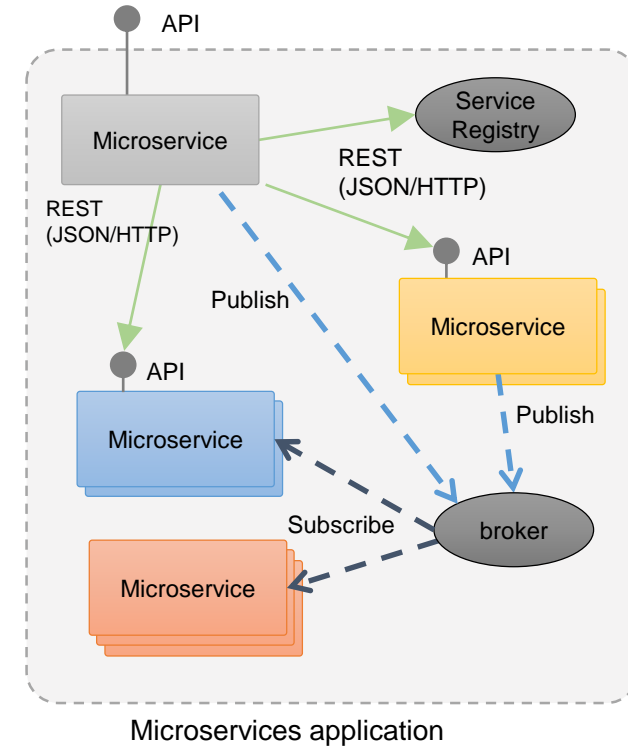 API
Service
Registry
Microservice
REST
(JSON/HTTP)
REST
(JSON/HTTP)
API
Publish
Microservice
API
Publish
Microservice
Subscribe
broker
Microservice
Microservices application